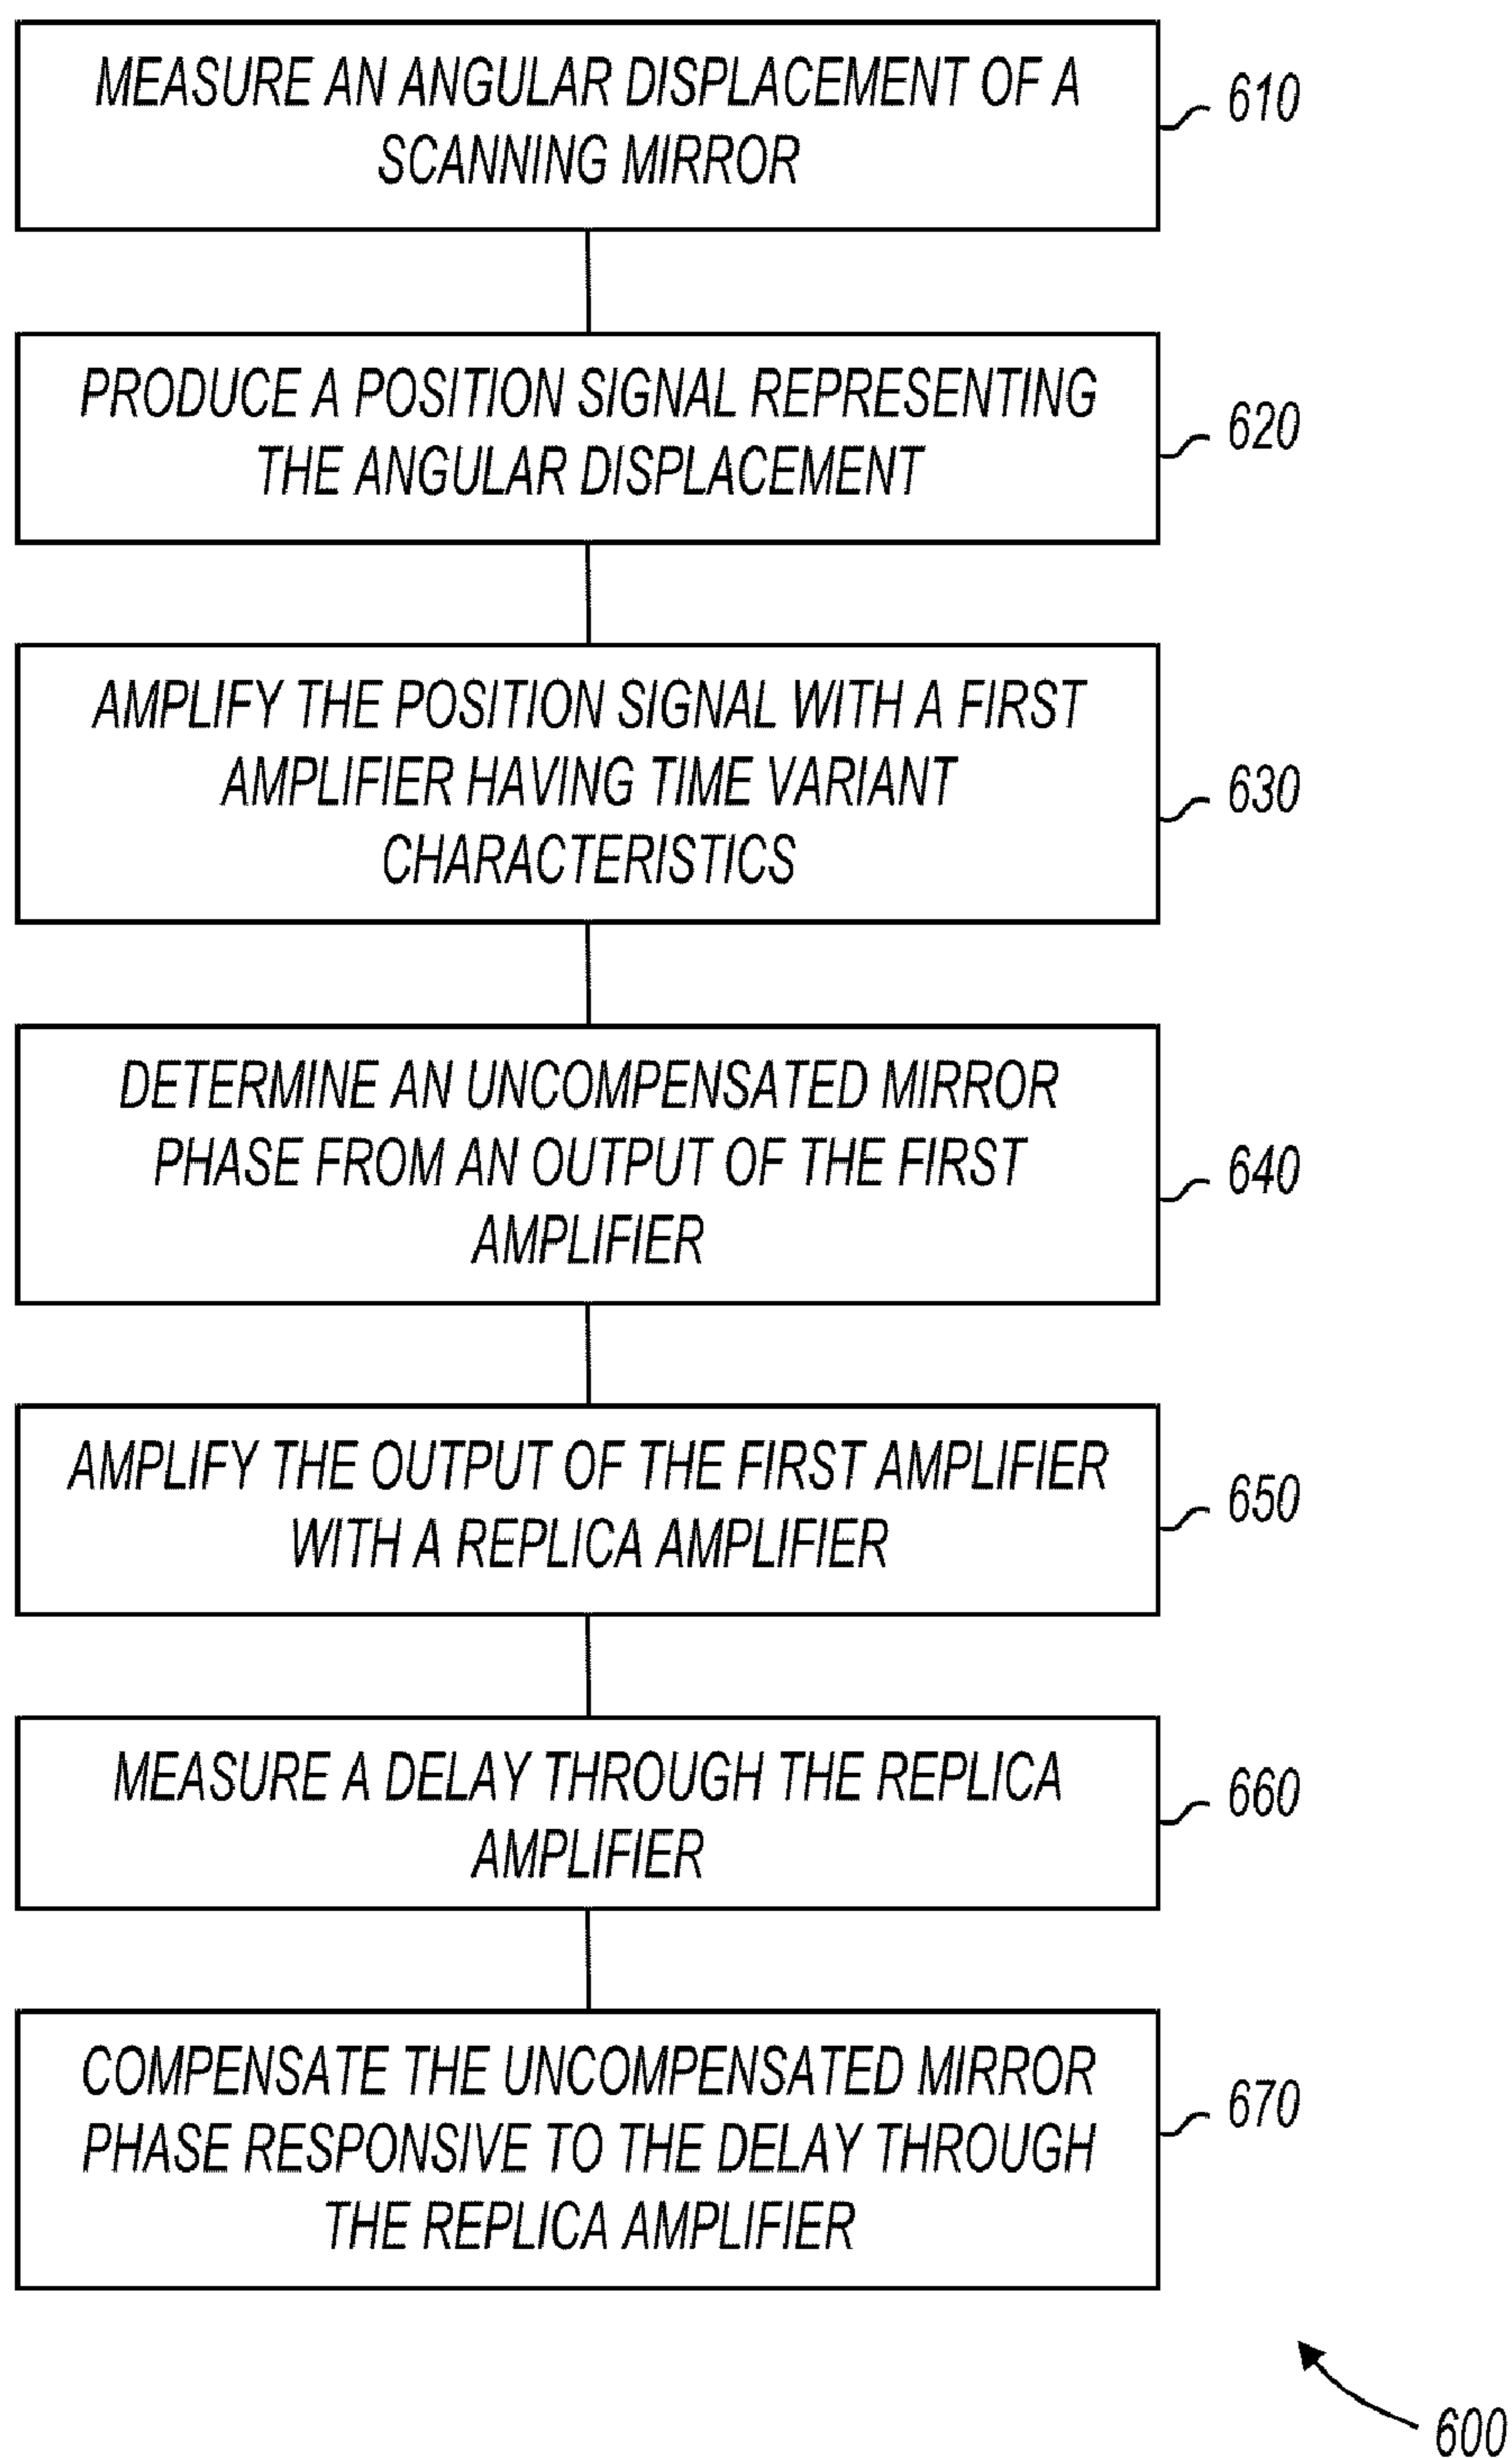 MEASURE AN ANGULAR DISPLACEMENT OF A
SCANNING MIRROR
610
PRODUCE A POSITION SIGNAL REPRESENTING
THE ANGULAR DISPLACEMENT
620
AMPLIFY THE POSITION SIGNAL WITH A FIRST
AMPLIFIER HAVING TIME VARIANT
CHARACTERISTICS
630
DETERMINE AN UNCOMPENSATED MIRROR
PHASE FROM AN OUTPUT OF THE FIRST
AMPLIFIER
640
AMPLIFY THE OUTPUT OF THE FIRST AMPLIFIER
WITH A REPLICA AMPLIFIER
650
MEASURE A DELAY THROUGH THE REPLICA
AMPLIFIER
660
COMPENSATE THE UNCOMPENSATED MIRROR
PHASE RESPONSIVE TO THE DELAY THROUGH
THE REPLICA AMPLIFIER
670
600